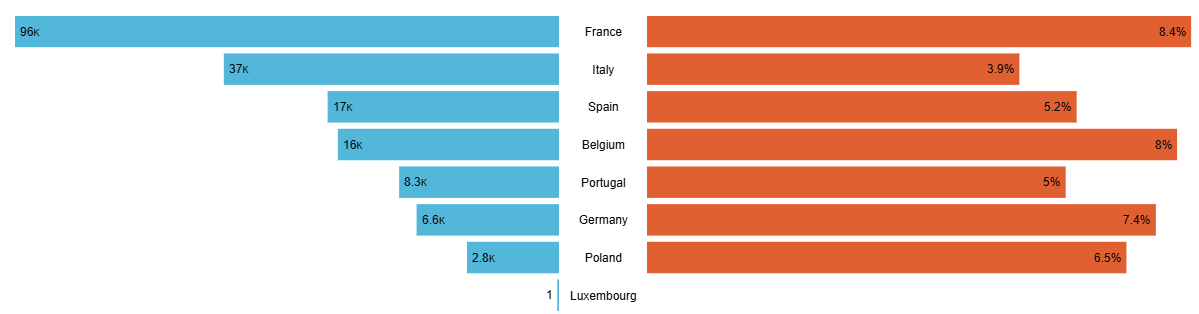 96K France 8.4%
37K Italy 3.9%
17K Spain 5.2%
16K Belgium 8%
8.3K Portugal 5%
6.6K Germany 7.4%
2.8K Poland 6.5%
1 Luxembourg